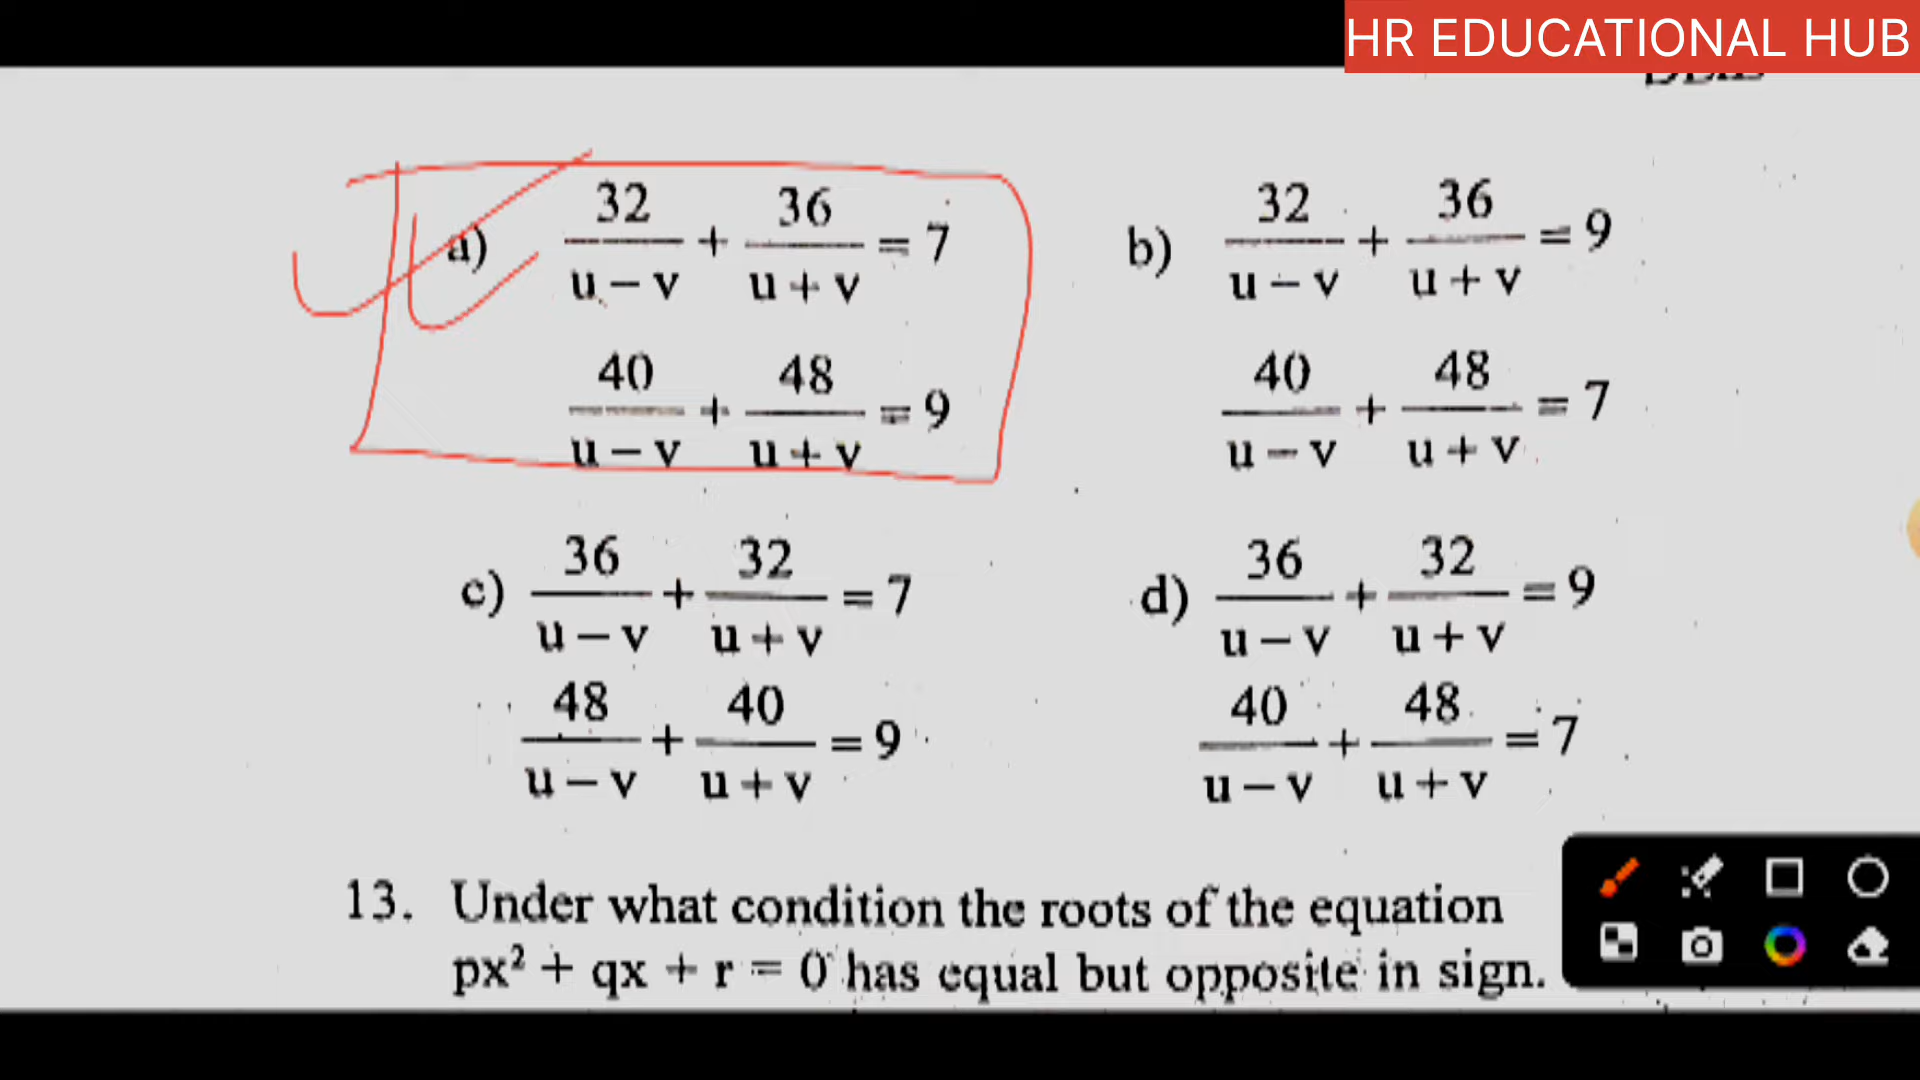 HR EDUCATIONAL HUB
a) 32/(u − v) + 36/(u + v) = 7
40/(u − v) + 48/(u + v) = 9
b) 32/(u − v) + 36/(u + v) = 9
40/(u − v) + 48/(u + v) = 7
c) 36/(u − v) + 32/(u + v) = 7
48/(u − v) + 40/(u + v) = 9
d) 36/(u − v) + 32/(u + v) = 9
40/(u − v) + 48/(u + v) = 7
13. Under what condition the roots of the equation
px² + qx + r = 0 has equal but opposite in sign.